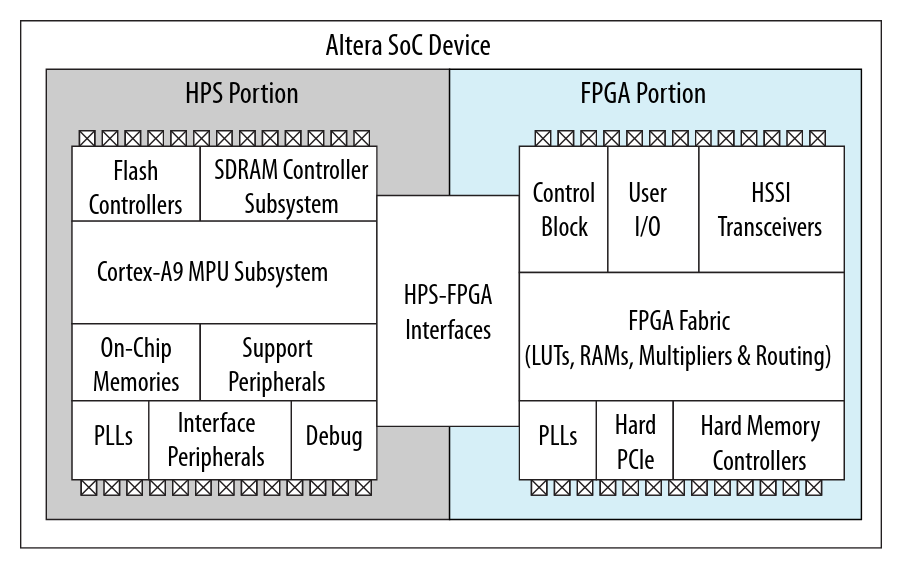 Altera SoC Device
HPS Portion
FPGA Portion
Flash
Controllers
SDRAM Controller
Subsystem
Cortex-A9 MPU Subsystem
On-Chip
Memories
Support
Peripherals
PLLs
Interface
Peripherals
Debug
HPS-FPGA
Interfaces
Control
Block
User
I/O
HSSI
Transceivers
FPGA Fabric
(LUTs, RAMs, Multipliers & Routing)
PLLs
Hard
PCIe
Hard Memory
Controllers